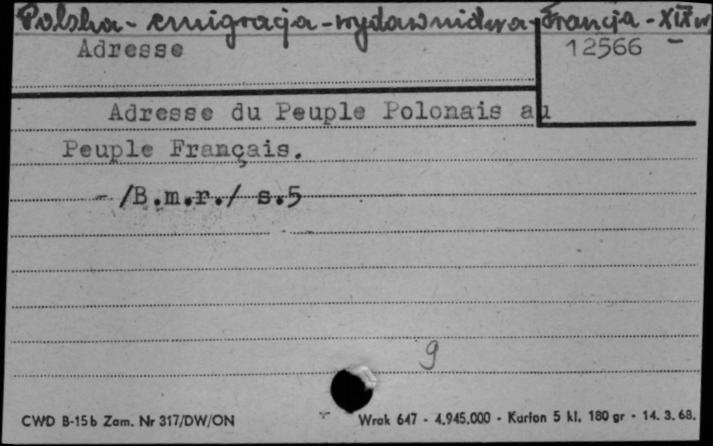 Polska - emigracja - wydawnictwa - Francja - XIX w
Adresse
12566
Adresse du Peuple Polonais au
Peuple Français.
- /B.m.r./ s.5
9
CWD B-15b Zam. Nr 317/DW/ON
Wrak 647 - 4.945.000 - Karton 5 kl. 180 gr - 14. 3. 68.